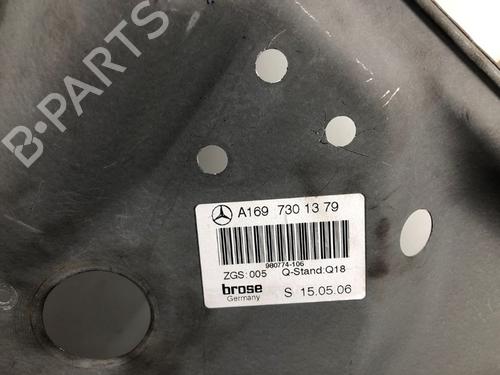 B-PARTS
A169 730 13 79
980774-106
ZGS: 005 Q-Stand:Q18
brose
Germany
S 15.05.06